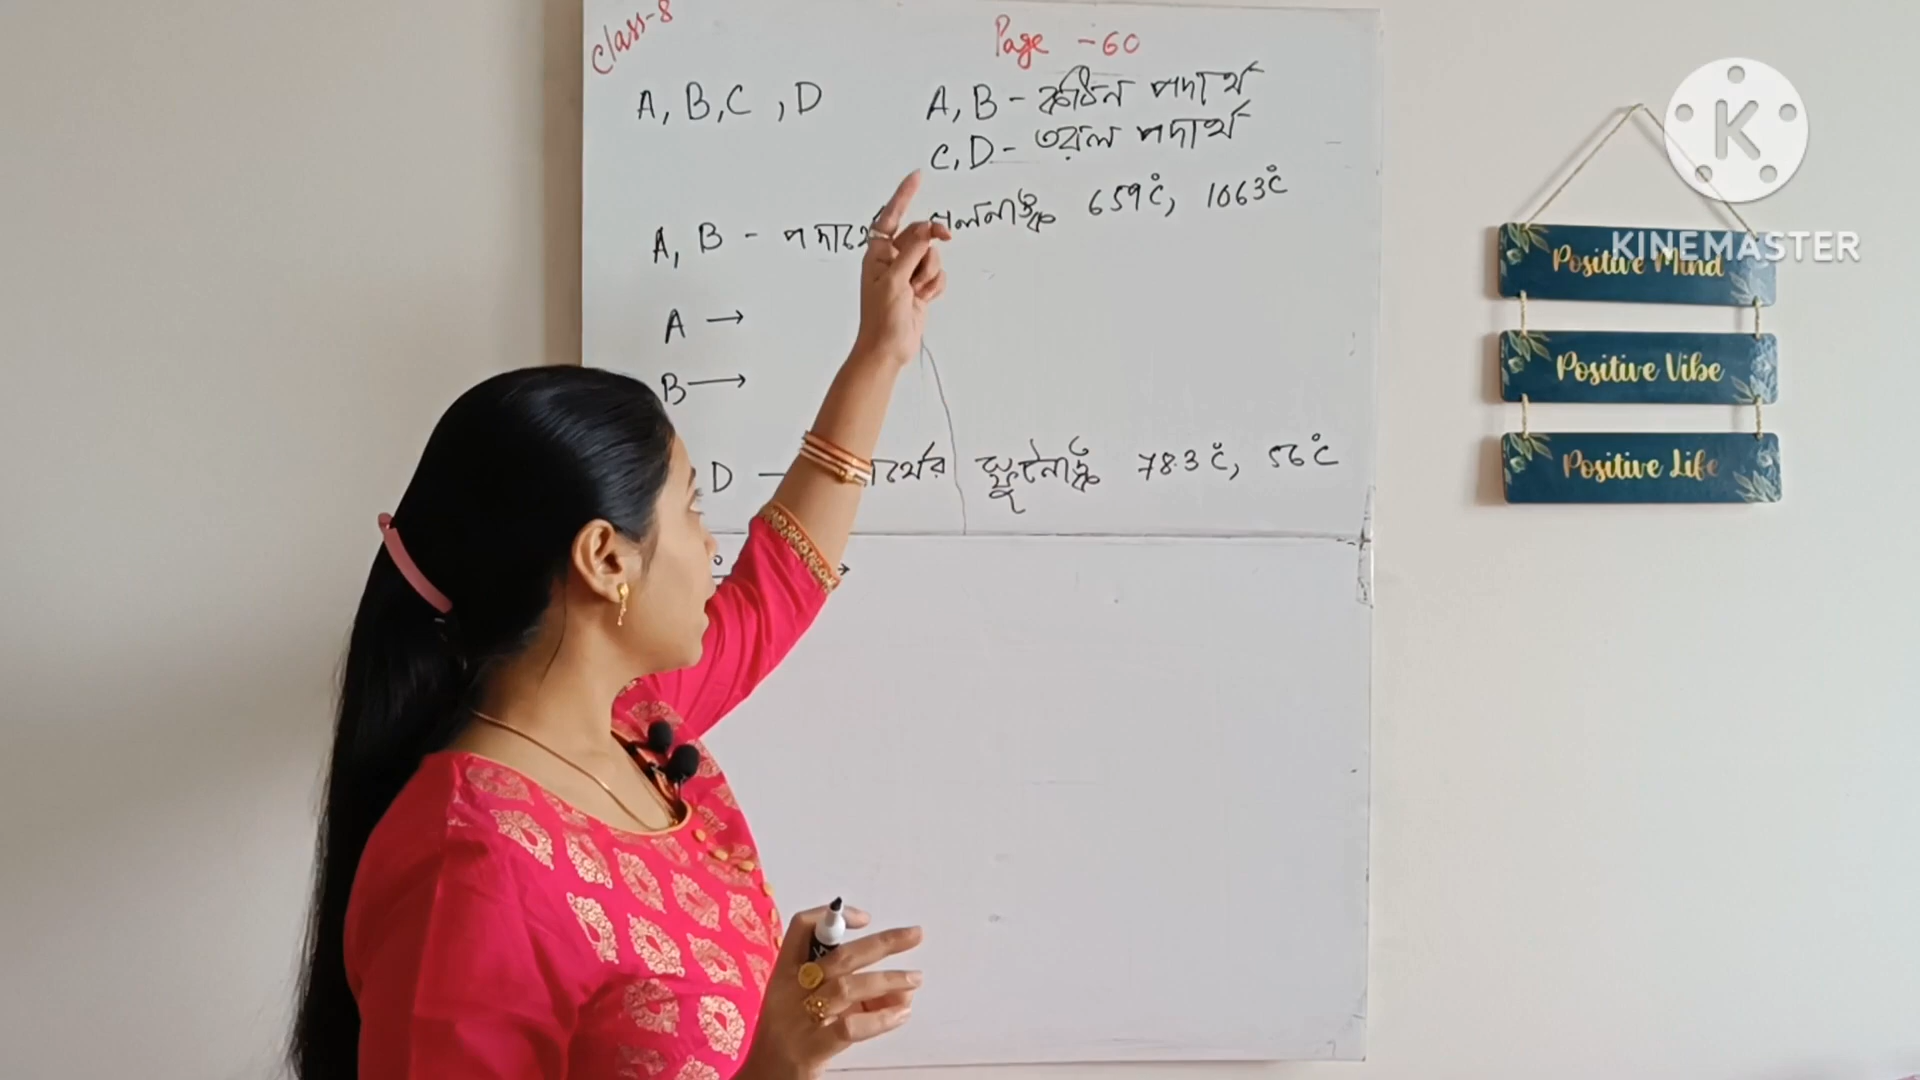 Class-8
Page -60
A, B, C, D
A, B - কঠিন পদার্থ
C, D - তরল পদার্থ
A, B - গলনাঙ্ক 659°C, 1063°C
A →
B →
D - স্ফুটনাঙ্ক 78.3°C, 56°C
K
KINEMASTER
Positive Mind
Positive Vibe
Positive Life